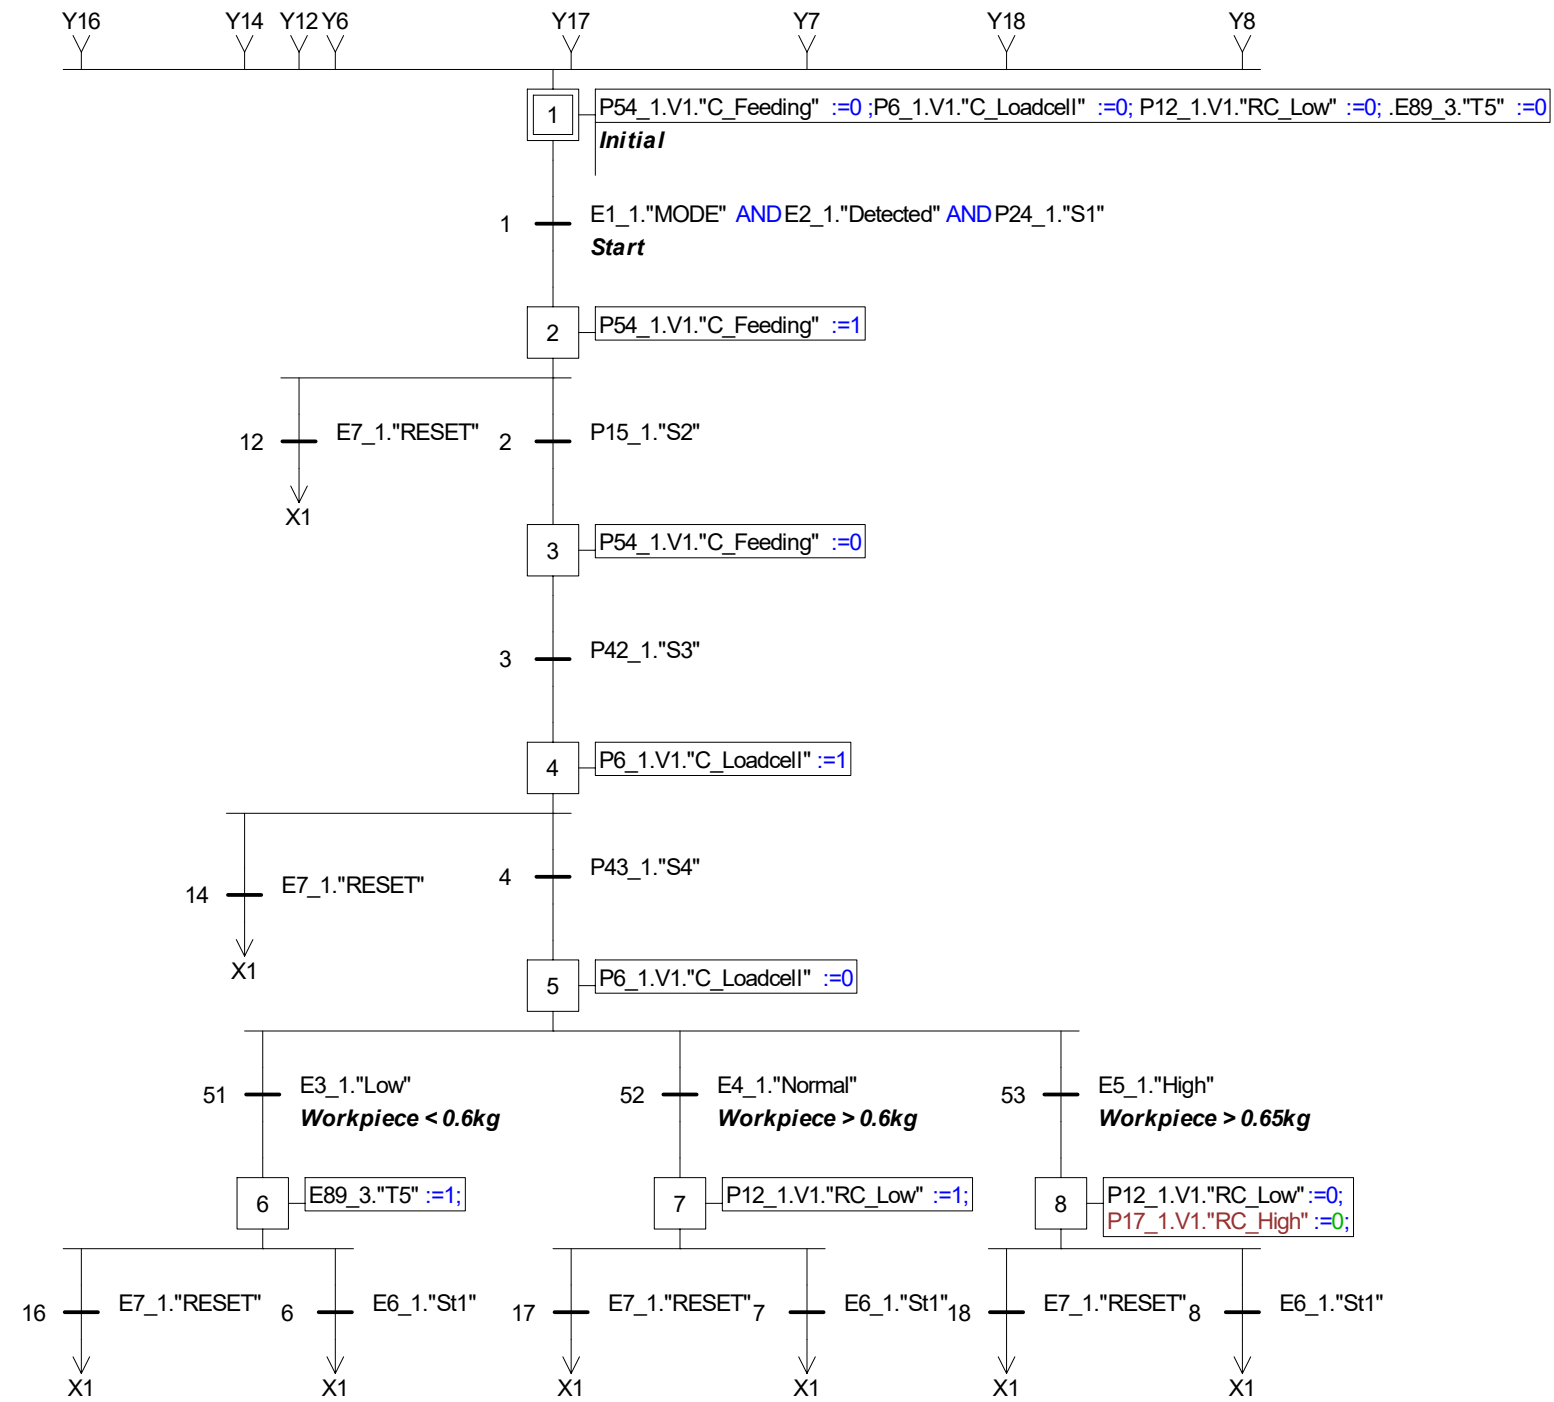 Y16 Y14 Y12 Y6 Y17 Y7 Y18 Y8
1 P54_1.V1."C_Feeding" :=0 ;P6_1.V1."C_Loadcell" :=0; P12_1.V1."RC_Low" :=0; .E89_3."T5" :=0
Initial
1 E1_1."MODE" AND E2_1."Detected" AND P24_1."S1"
Start
2 P54_1.V1."C_Feeding" :=1
12 E7_1."RESET" 2 P15_1."S2"
X1
3 P54_1.V1."C_Feeding" :=0
3 P42_1."S3"
4 P6_1.V1."C_Loadcell" :=1
14 E7_1."RESET" 4 P43_1."S4"
X1
5 P6_1.V1."C_Loadcell" :=0
51 E3_1."Low" 52 E4_1."Normal" 53 E5_1."High"
Workpiece < 0.6kg Workpiece > 0.6kg Workpiece > 0.65kg
6 E89_3."T5" :=1; 7 P12_1.V1."RC_Low" :=1; 8 P12_1.V1."RC_Low" :=0;
P17_1.V1."RC_High" :=0;
16 E7_1."RESET" 6 E6_1."St1" 17 E7_1."RESET" 7 E6_1."St1" 18 E7_1."RESET" 8 E6_1."St1"
X1 X1 X1 X1 X1 X1